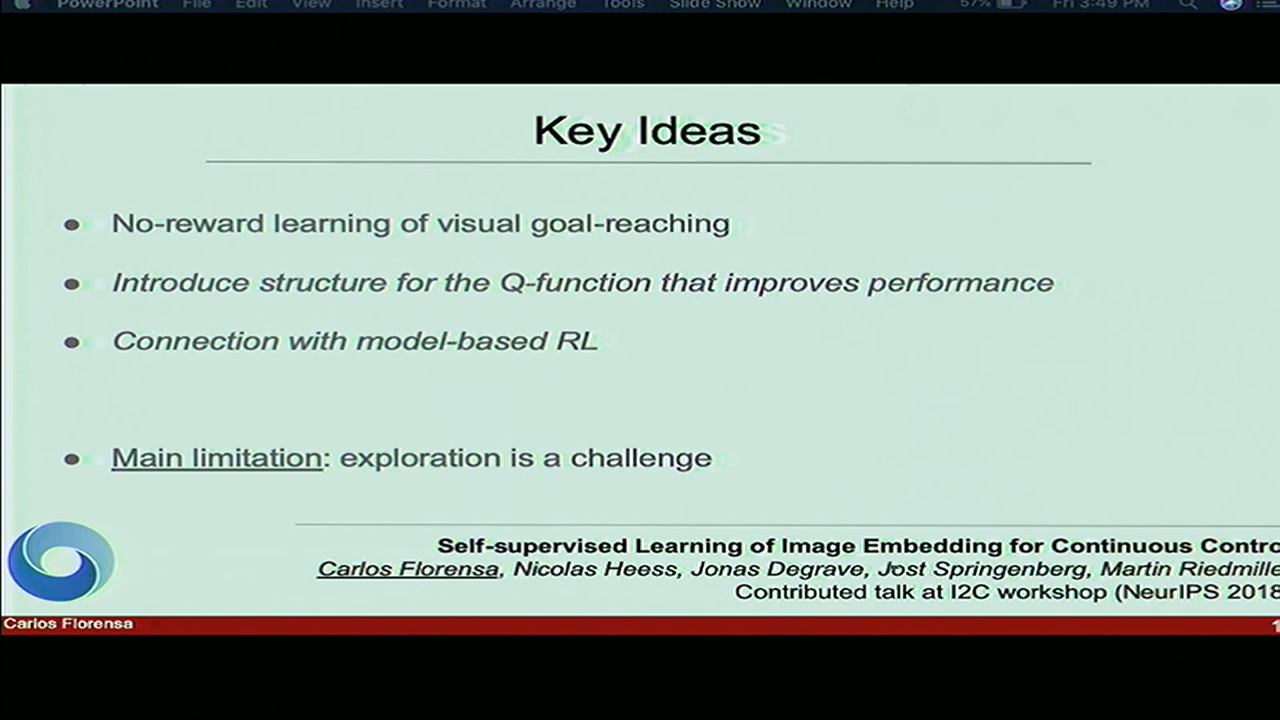 PowerPoint File Edit View Insert Format Arrange Tools Slide Show Window Help 57% Fri 3:49 PM
Key Ideas
No-reward learning of visual goal-reaching
Introduce structure for the Q-function that improves performance
Connection with model-based RL
Main limitation: exploration is a challenge
Self-supervised Learning of Image Embedding for Continuous Contro
Carlos Florensa, Nicolas Heess, Jonas Degrave, Jost Springenberg, Martin Riedmille
Contributed talk at I2C workshop (NeurIPS 2018
Carlos Florensa
1